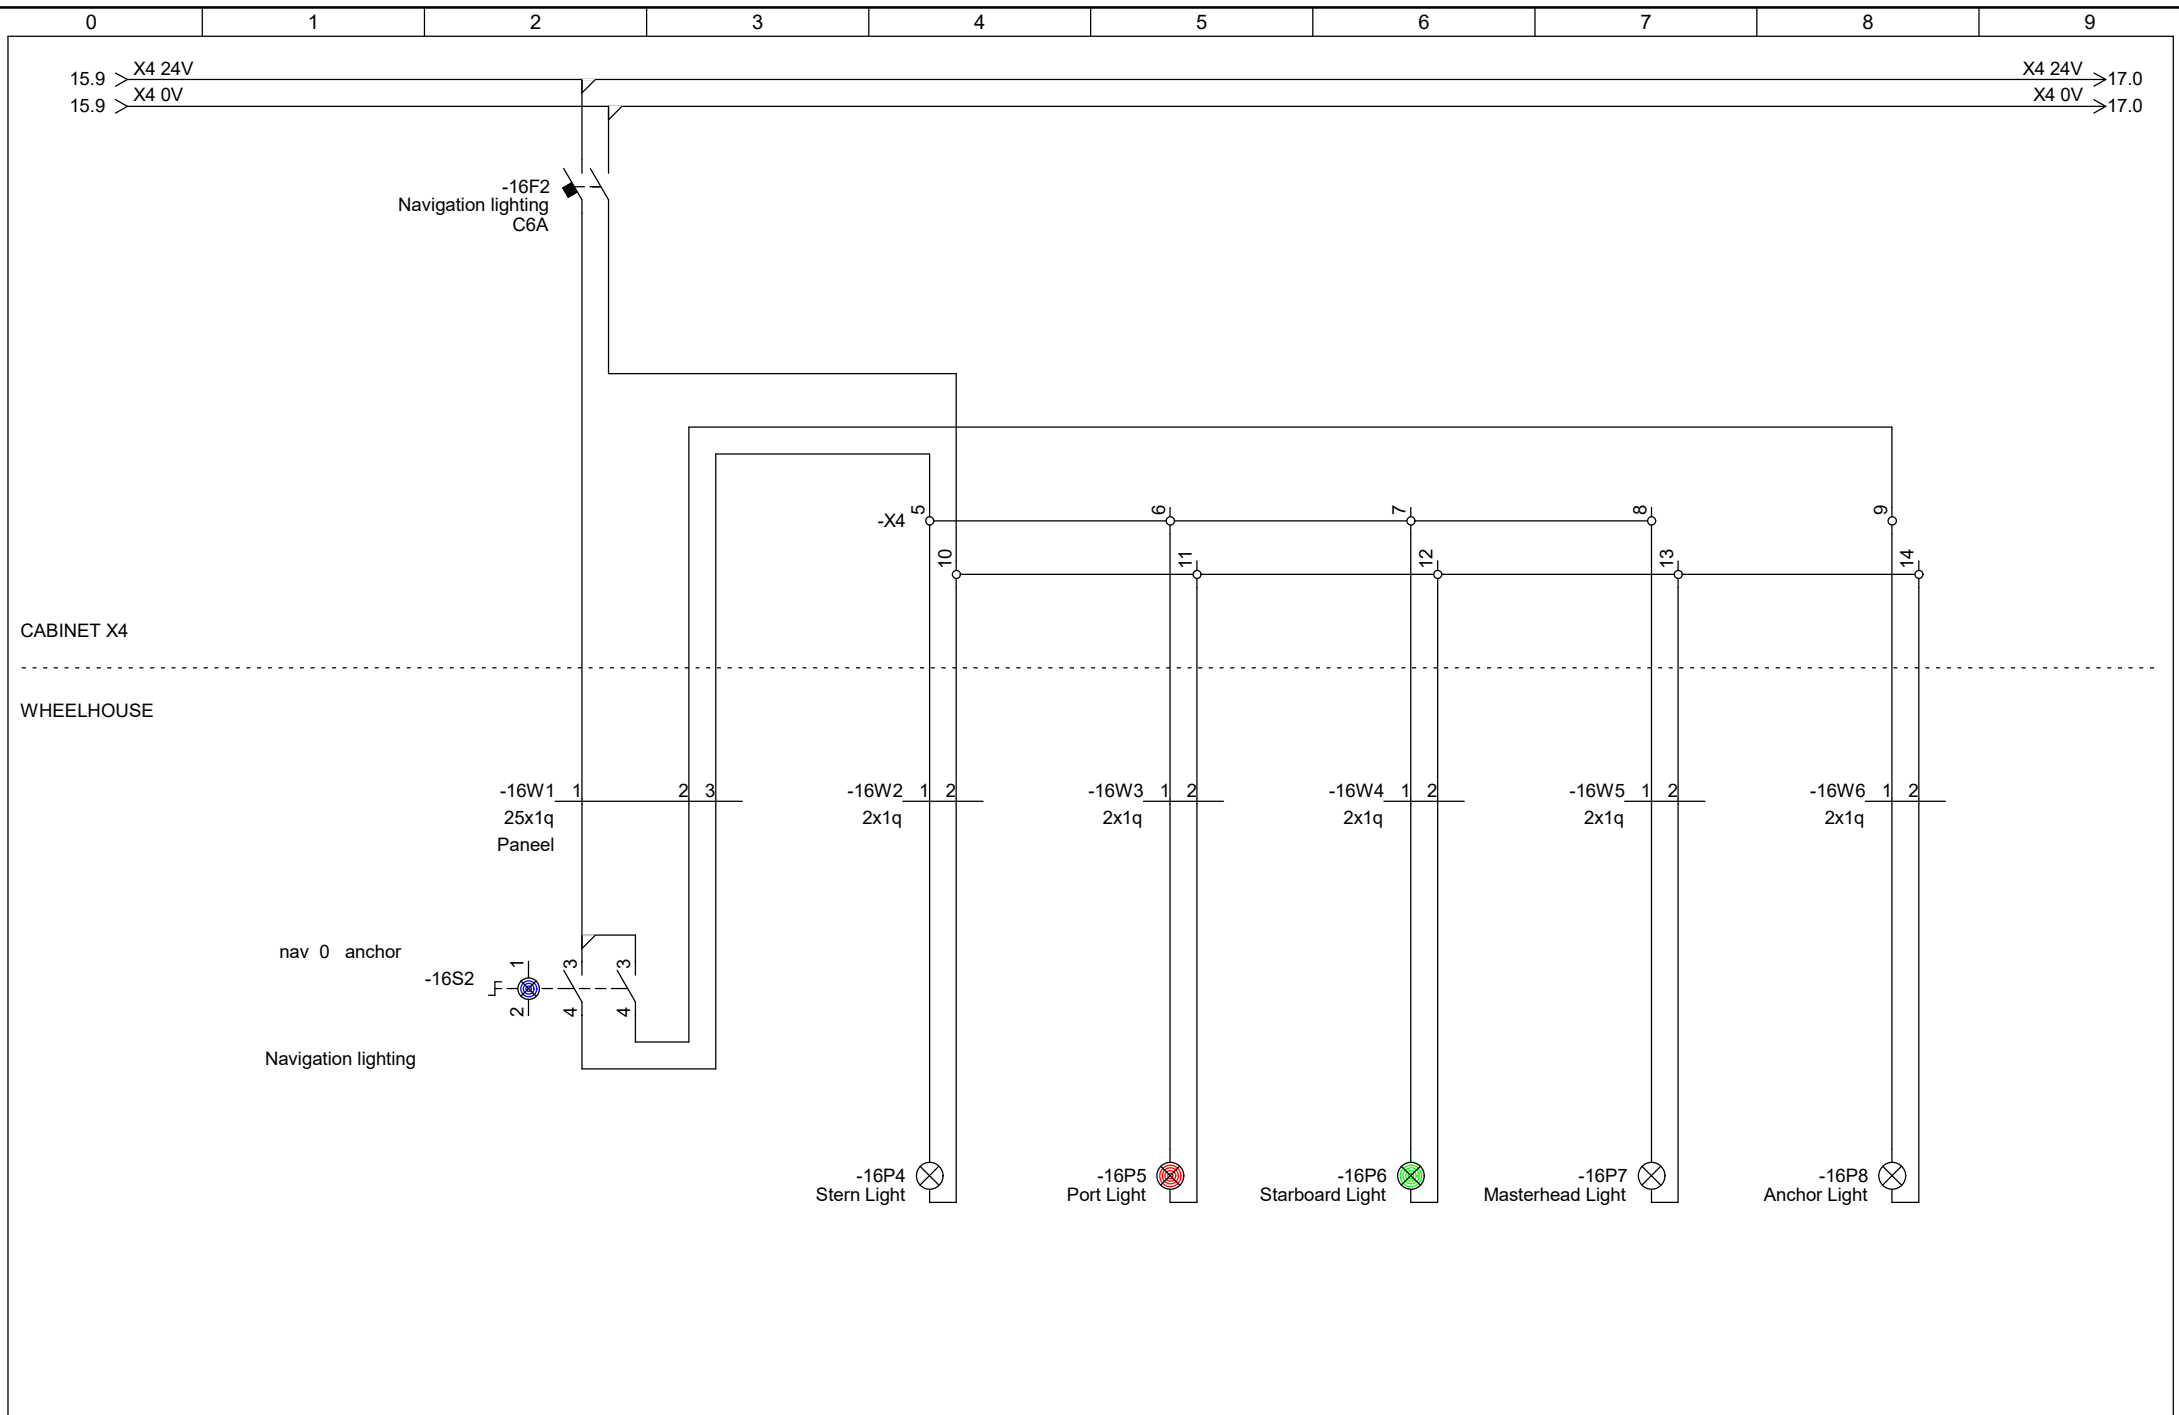 0 1 2 3 4 5 6 7 8 9
15.9 X4 24V X4 24V 17.0
15.9 X4 0V X4 0V 17.0
-16F2
Navigation lighting
C6A
-X4 5 6 7 8 9
10 11 12 13 14
CABINET X4
WHEELHOUSE
-16W1 1 2 3 -16W2 1 2 -16W3 1 2 -16W4 1 2 -16W5 1 2 -16W6 1 2
25x1q 2x1q 2x1q 2x1q 2x1q 2x1q
Paneel
nav 0 anchor
1 3 3
-16S2
2 4 4
Navigation lighting
-16P4 -16P5 -16P6 -16P7 -16P8
Stern Light Port Light Starboard Light Masterhead Light Anchor Light